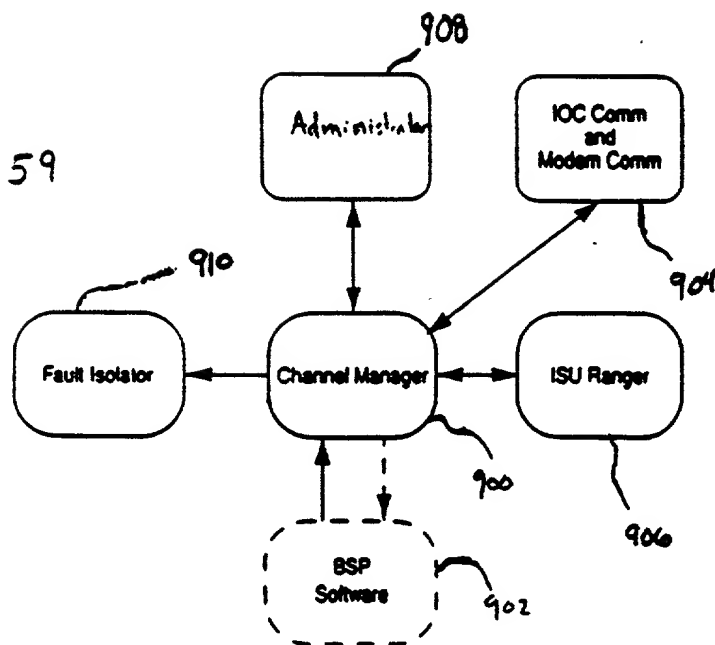 908
Administrator
IOC Comm
and
Modem Comm
59
910
904
Fault Isolator
Channel Manager
ISU Ranger
900
906
BSP
Software
902